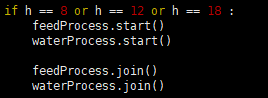 if h == 8 or h == 12 or h == 18 :
    feedProcess.start()
    waterProcess.start()

    feedProcess.join()
    waterProcess.join()